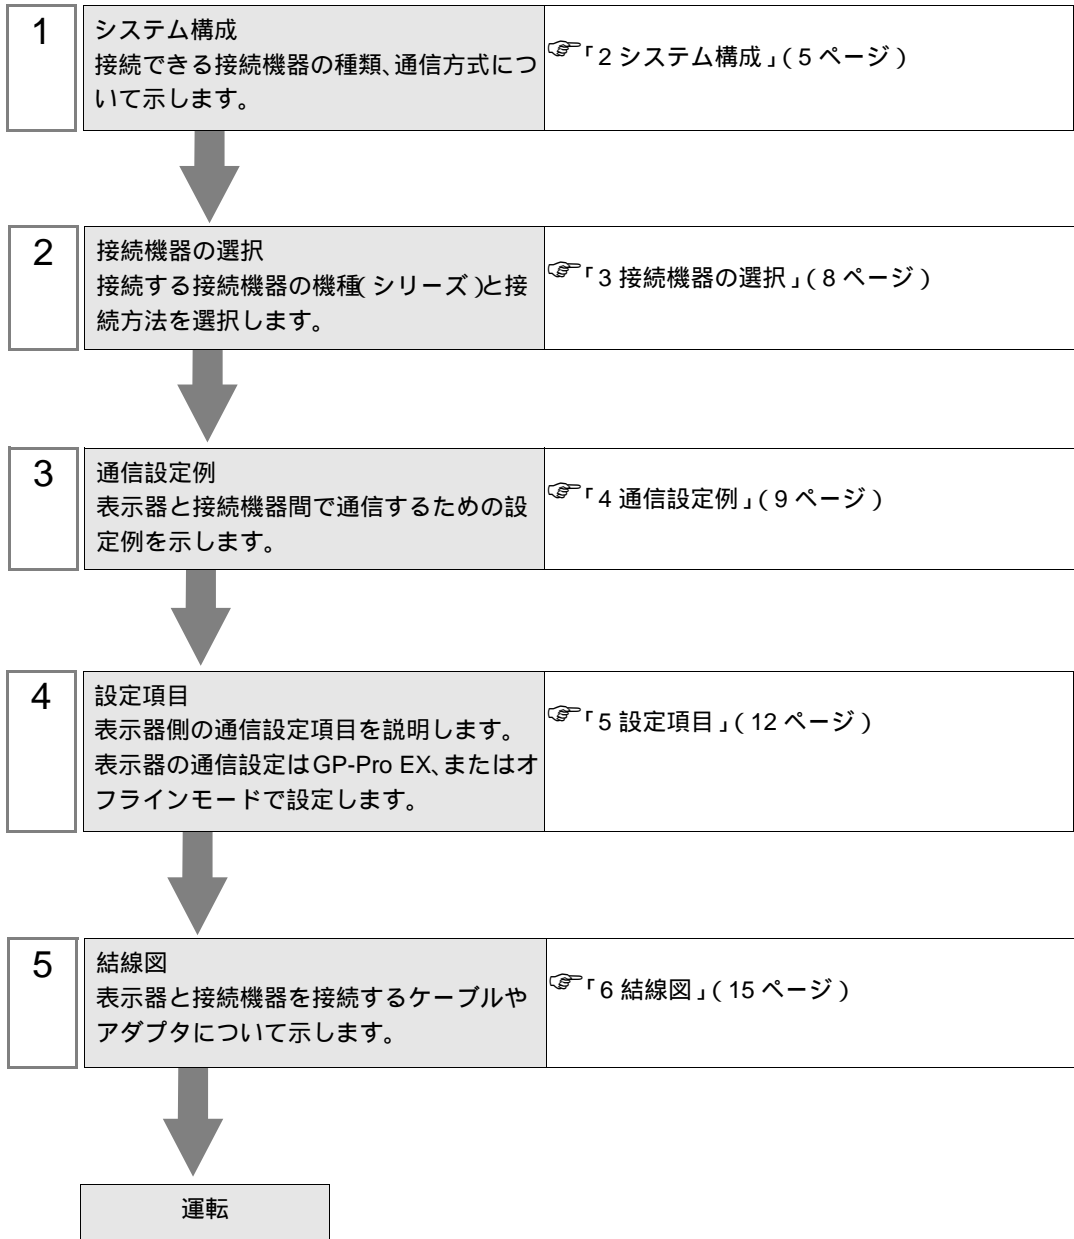 1
システム構成
接続できる接続機器の種類、通信方式につ
いて示します。
☞「2 システム構成」( 5 ページ )
2
接続機器の選択
接続する接続機器の機種( シリーズ )と接
続方法を選択します。
☞「3 接続機器の選択」( 8 ページ )
3
通信設定例
表示器と接続機器間で通信するための設
定例を示します。
☞「4 通信設定例」( 9 ページ )
4
設定項目
表示器側の通信設定項目を説明します。
表示器の通信設定はGP-Pro EX、またはオ
フラインモードで設定します。
☞「5 設定項目」( 12 ページ )
5
結線図
表示器と接続機器を接続するケーブルや
アダプタについて示します。
☞「6 結線図」( 15 ページ )
運転